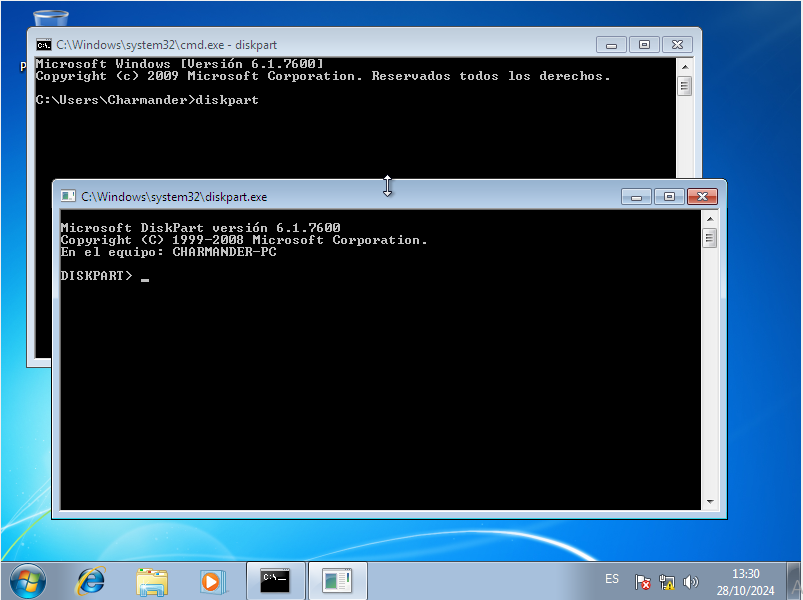 C:\Windows\system32\cmd.exe - diskpart
Microsoft Windows [Versión 6.1.7600]
Copyright (c) 2009 Microsoft Corporation. Reservados todos los derechos.
C:\Users\Charmander>diskpart
C:\Windows\system32\diskpart.exe
Microsoft DiskPart versión 6.1.7600
Copyright (C) 1999-2008 Microsoft Corporation.
En el equipo: CHARMANDER-PC
DISKPART> _
C:\_
ES
13:30
28/10/2024